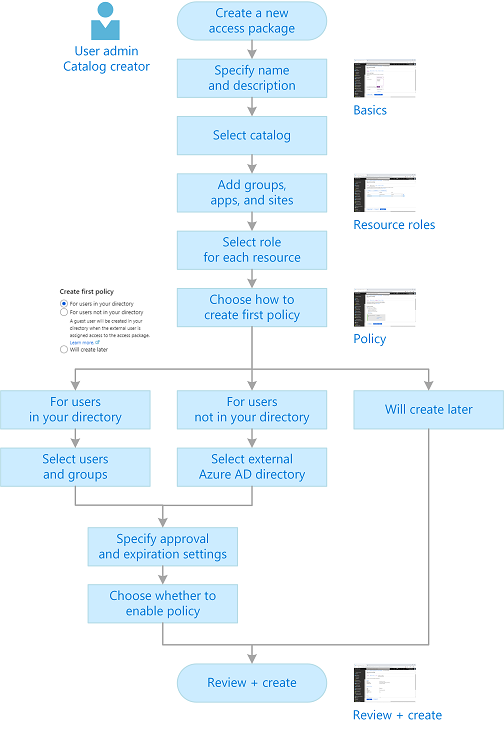 Create a new
access package
User admin
Catalog creator
Specify name
and description
Basics
Select catalog
Add groups,
apps, and sites
Resource roles
Select role
for each resource
Choose how to
create first policy
Policy
Create first policy
For users in your directory
For users not in your directory
A guest user will be created in your
directory when the external user is
assigned access to the access package.
Learn more
Will create later
For users
in your directory
For users
not in your directory
Will create later
Select users
and groups
Select external
Azure AD directory
Specify approval
and expiration settings
Choose whether to
enable policy
Review + create
Review + create